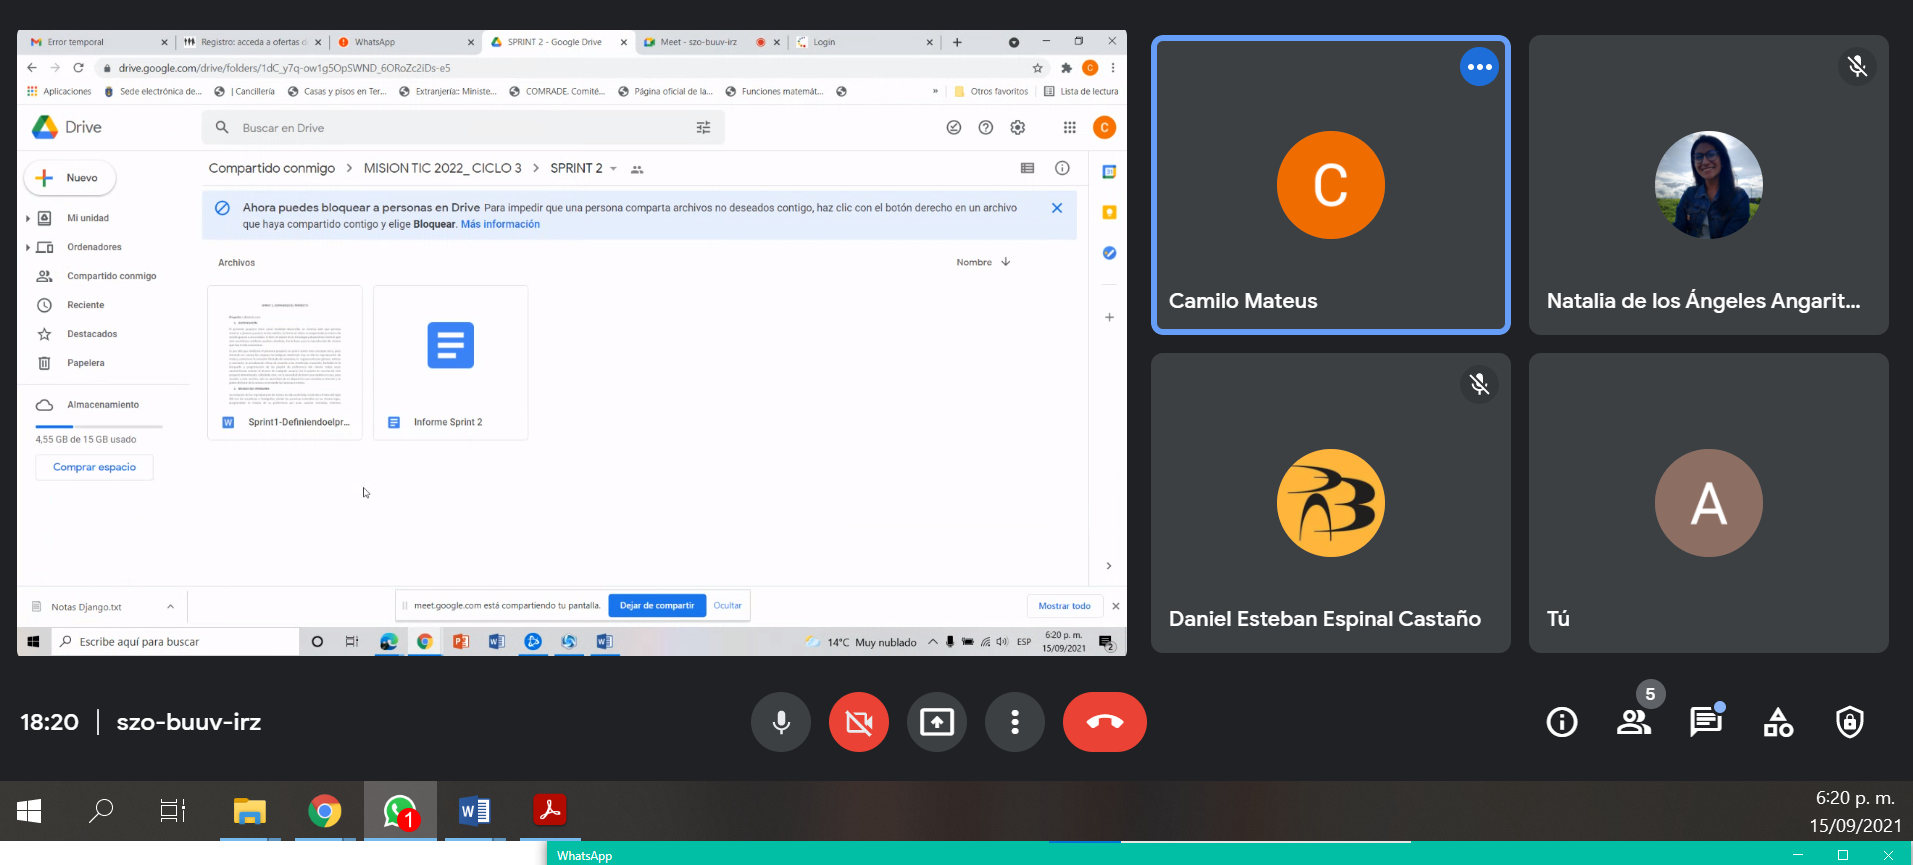 Error temporal
Registro: acceda a ofertas d
WhatsApp
SPRINT 2 - Google Drive
Meet - szo-buuv-irz
Login
drive.google.com/drive/folders/1dC_y7q-ow1g5OpSWND_6ORoZc2iDs-e5
C
Aplicaciones
Sede electrónica de...
| Cancillería
Casas y pisos en Ter...
Extranjería: Ministe...
COMRADE. Comité...
Página oficial de la...
Funciones matemát...
»
Otros favoritos
Lista de lectura
Drive
Buscar en Drive
C
Nuevo
Compartido conmigo > MISION TIC 2022_ CICLO 3 > SPRINT 2
Ahora puedes bloquear a personas en Drive Para impedir que una persona comparta archivos no deseados contigo, haz clic con el botón derecho en un archivo
que haya compartido contigo y elige Bloquear. Más información
Mi unidad
Ordenadores
Compartido conmigo
Reciente
Destacados
Papelera
Almacenamiento
4,55 GB de 15 GB usado
Comprar espacio
Archivos
Nombre
Sprint1-Definiendoelpr...
Informe Sprint 2
Notas Django.txt
meet.google.com está compartiendo tu pantalla.
Dejar de compartir
Ocultar
Mostrar todo
Escribe aquí para buscar
14°C Muy nublado
ESP
6:20 p. m.
15/09/2021
2
C
Camilo Mateus
Natalia de los Ángeles Angarit...
Daniel Esteban Espinal Castaño
A
Tú
18:20 | szo-buuv-irz
5
1
6:20 p. m.
15/09/2021
WhatsApp